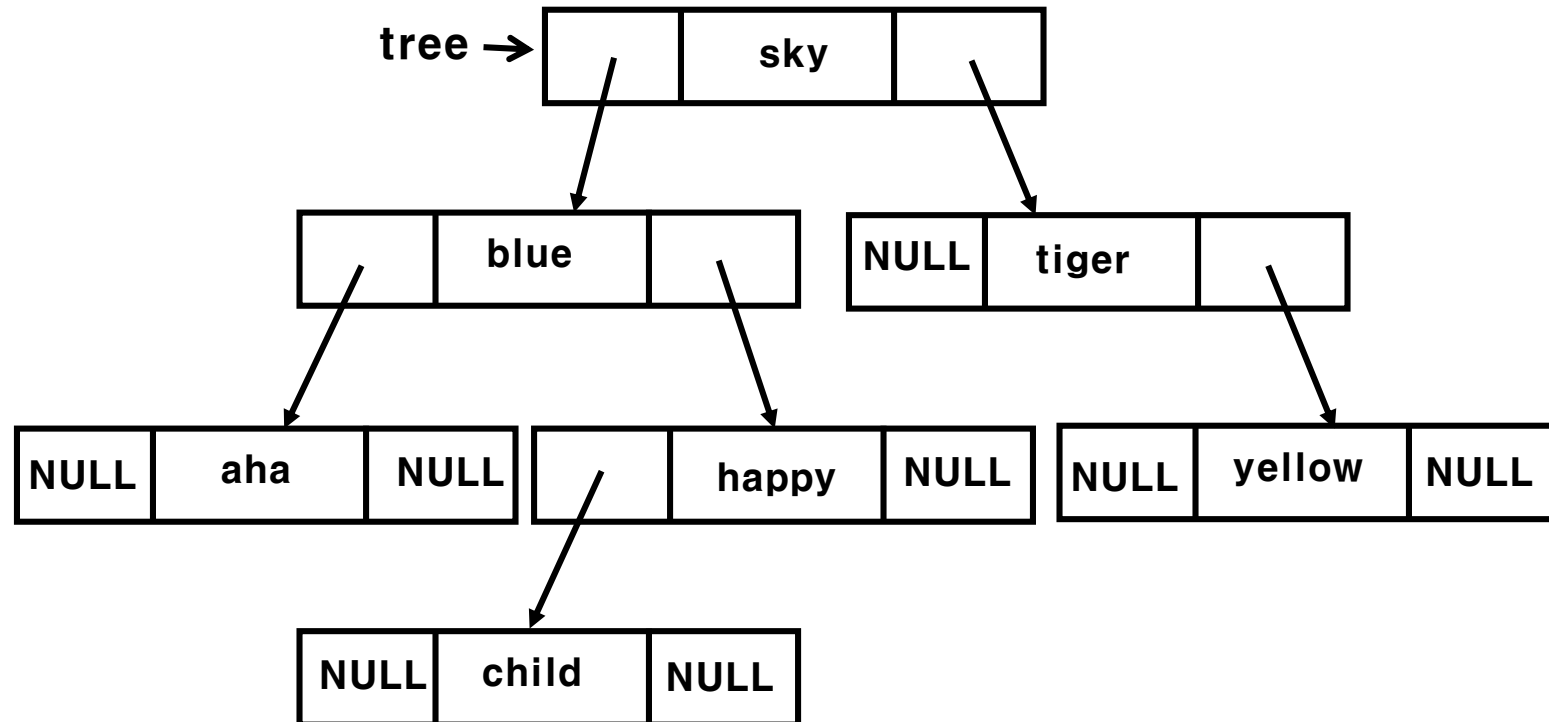 tree
sky
blue
NULL tiger
NULL aha NULL
happy NULL
NULL yellow NULL
NULL child NULL